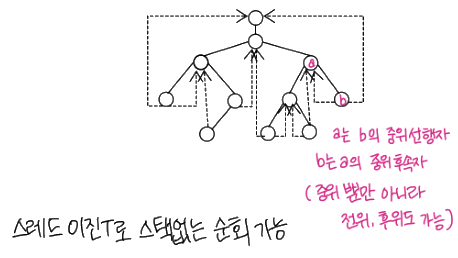 a
b
a는 b의 중위선행자
b는 a의 중위후속자
(중위 뿐만 아니라
전위, 후위도 가능)
스레드 이진T로 스택없는 순회 가능